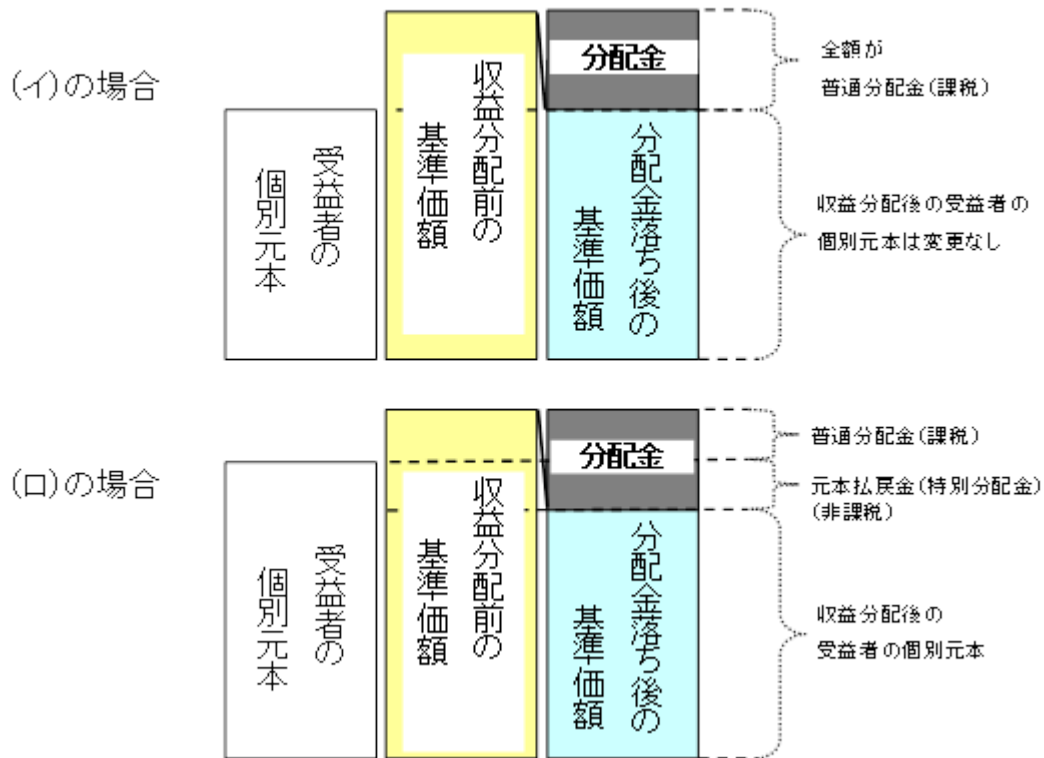 (イ)の場合
受益者の
個別元本
収益分配前の
基準価額
分配金
分配金落ち後の
基準価額
全額が
普通分配金(課税)
収益分配後の受益者の
個別元本は変更なし
(ロ)の場合
受益者の
個別元本
収益分配前の
基準価額
分配金
分配金落ち後の
基準価額
普通分配金(課税)
元本払戻金(特別分配金)
(非課税)
収益分配後の
受益者の個別元本